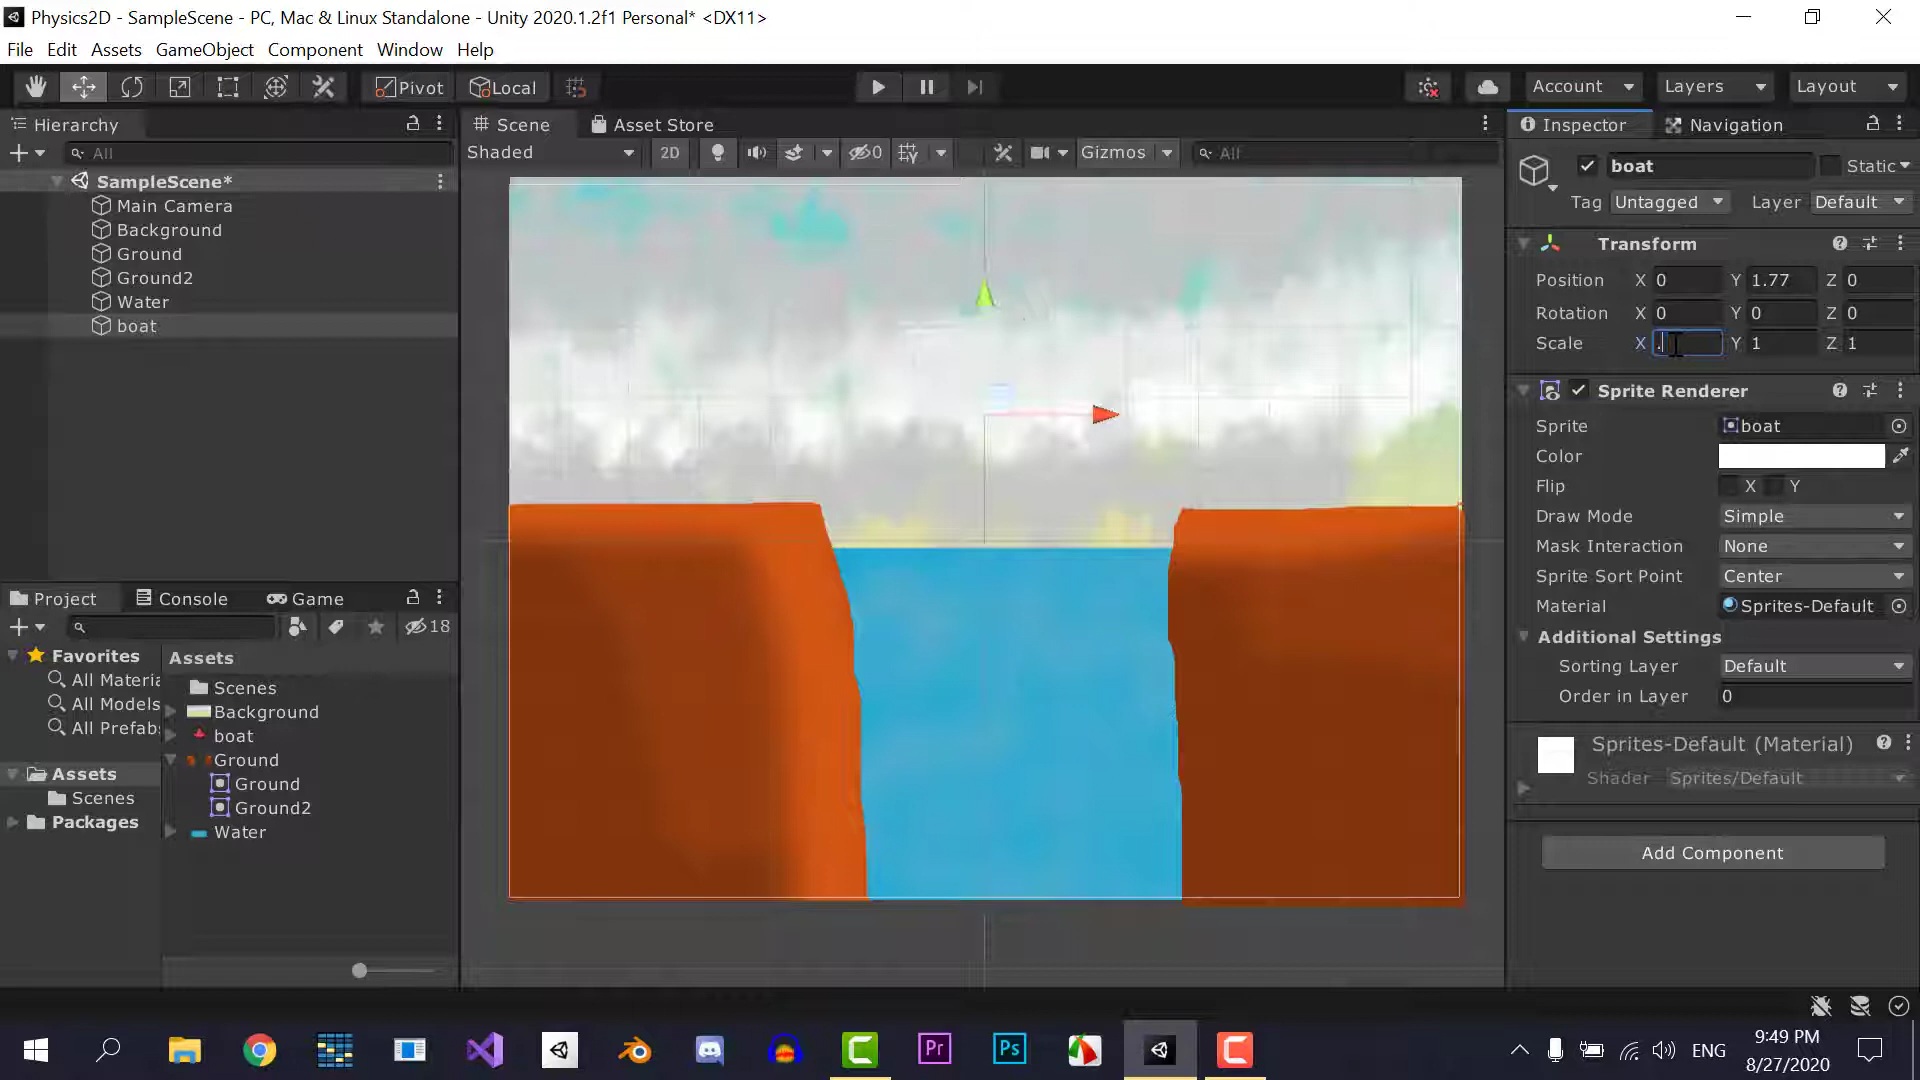 Physics2D - SampleScene - PC, Mac & Linux Standalone - Unity 2020.1.2f1 Personal* <DX11>
File Edit Assets GameObject Component Window Help
Pivot Local Account Layers Layout
Hierarchy
All
SampleScene*
Main Camera
Background
Ground
Ground2
Water
boat
Scene Asset Store
Shaded 2D 0 Gizmos All
Inspector Navigation
boat Static
Tag Untagged Layer Default
Transform
Position X 0 Y 1.77 Z 0
Rotation X 0 Y 0 Z 0
Scale X . Y 1 Z 1
Sprite Renderer
Sprite boat
Color
Flip X Y
Draw Mode Simple
Mask Interaction None
Sprite Sort Point Center
Material Sprites-Default
Additional Settings
Sorting Layer Default
Order in Layer 0
Sprites-Default (Material)
Shader Sprites/Default
Add Component
Project Console Game
18
Favorites
All Materia
All Models
All Prefab
Assets
Scenes
Packages
Assets
Scenes
Background
boat
Ground
Ground
Ground2
Water
Pr Ps
ENG
9:49 PM
8/27/2020